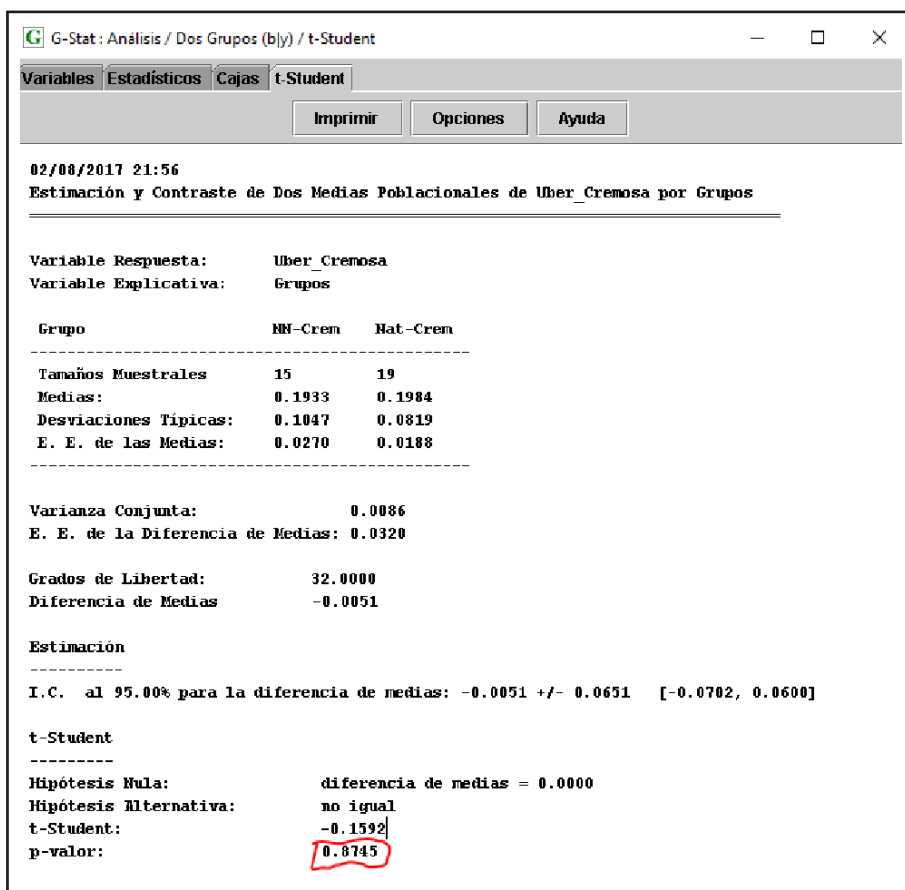 G G-Stat : Análisis / Dos Grupos (b|y) / t-Student
Variables Estadísticos Cajas t-Student
Imprimir Opciones Ayuda
02/08/2017 21:56
Estimación y Contraste de Dos Medias Poblacionales de Uber_Cremosa por Grupos
Variable Respuesta: Uber_Cremosa
Variable Explicativa: Grupos
Grupo NN-Crem Nat-Crem
Tamaños Muestrales 15 19
Medias: 0.1933 0.1984
Desviaciones Típicas: 0.1047 0.0819
E. E. de las Medias: 0.0270 0.0188
Varianza Conjunta: 0.0086
E. E. de la Diferencia de Medias: 0.0320
Grados de Libertad: 32.0000
Diferencia de Medias -0.0051
Estimación
I.C. al 95.00% para la diferencia de medias: -0.0051 +/- 0.0651 [-0.0702, 0.0600]
t-Student
Hipótesis Nula: diferencia de medias = 0.0000
Hipótesis Alternativa: no igual
t-Student: -0.1592
p-valor: 0.8745